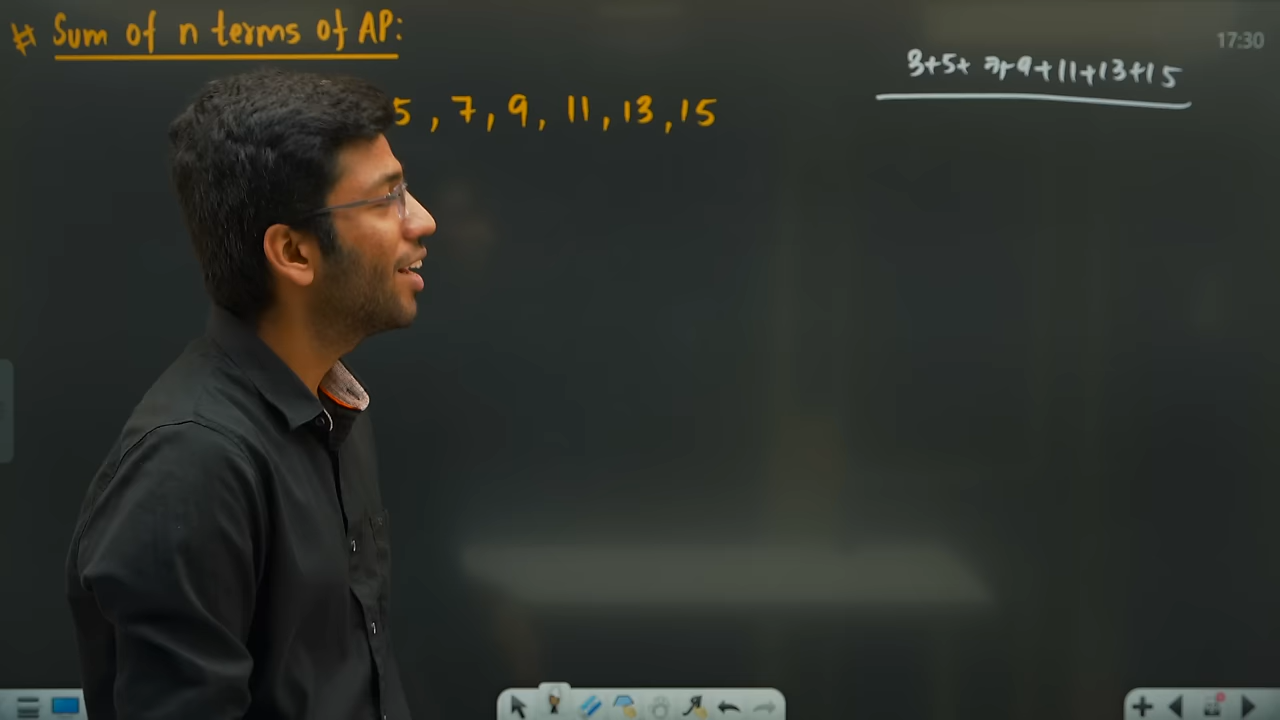 # Sum of n terms of AP:
17:30
3+5+ 7+9+11+13+15
5, 7, 9, 11, 13, 15